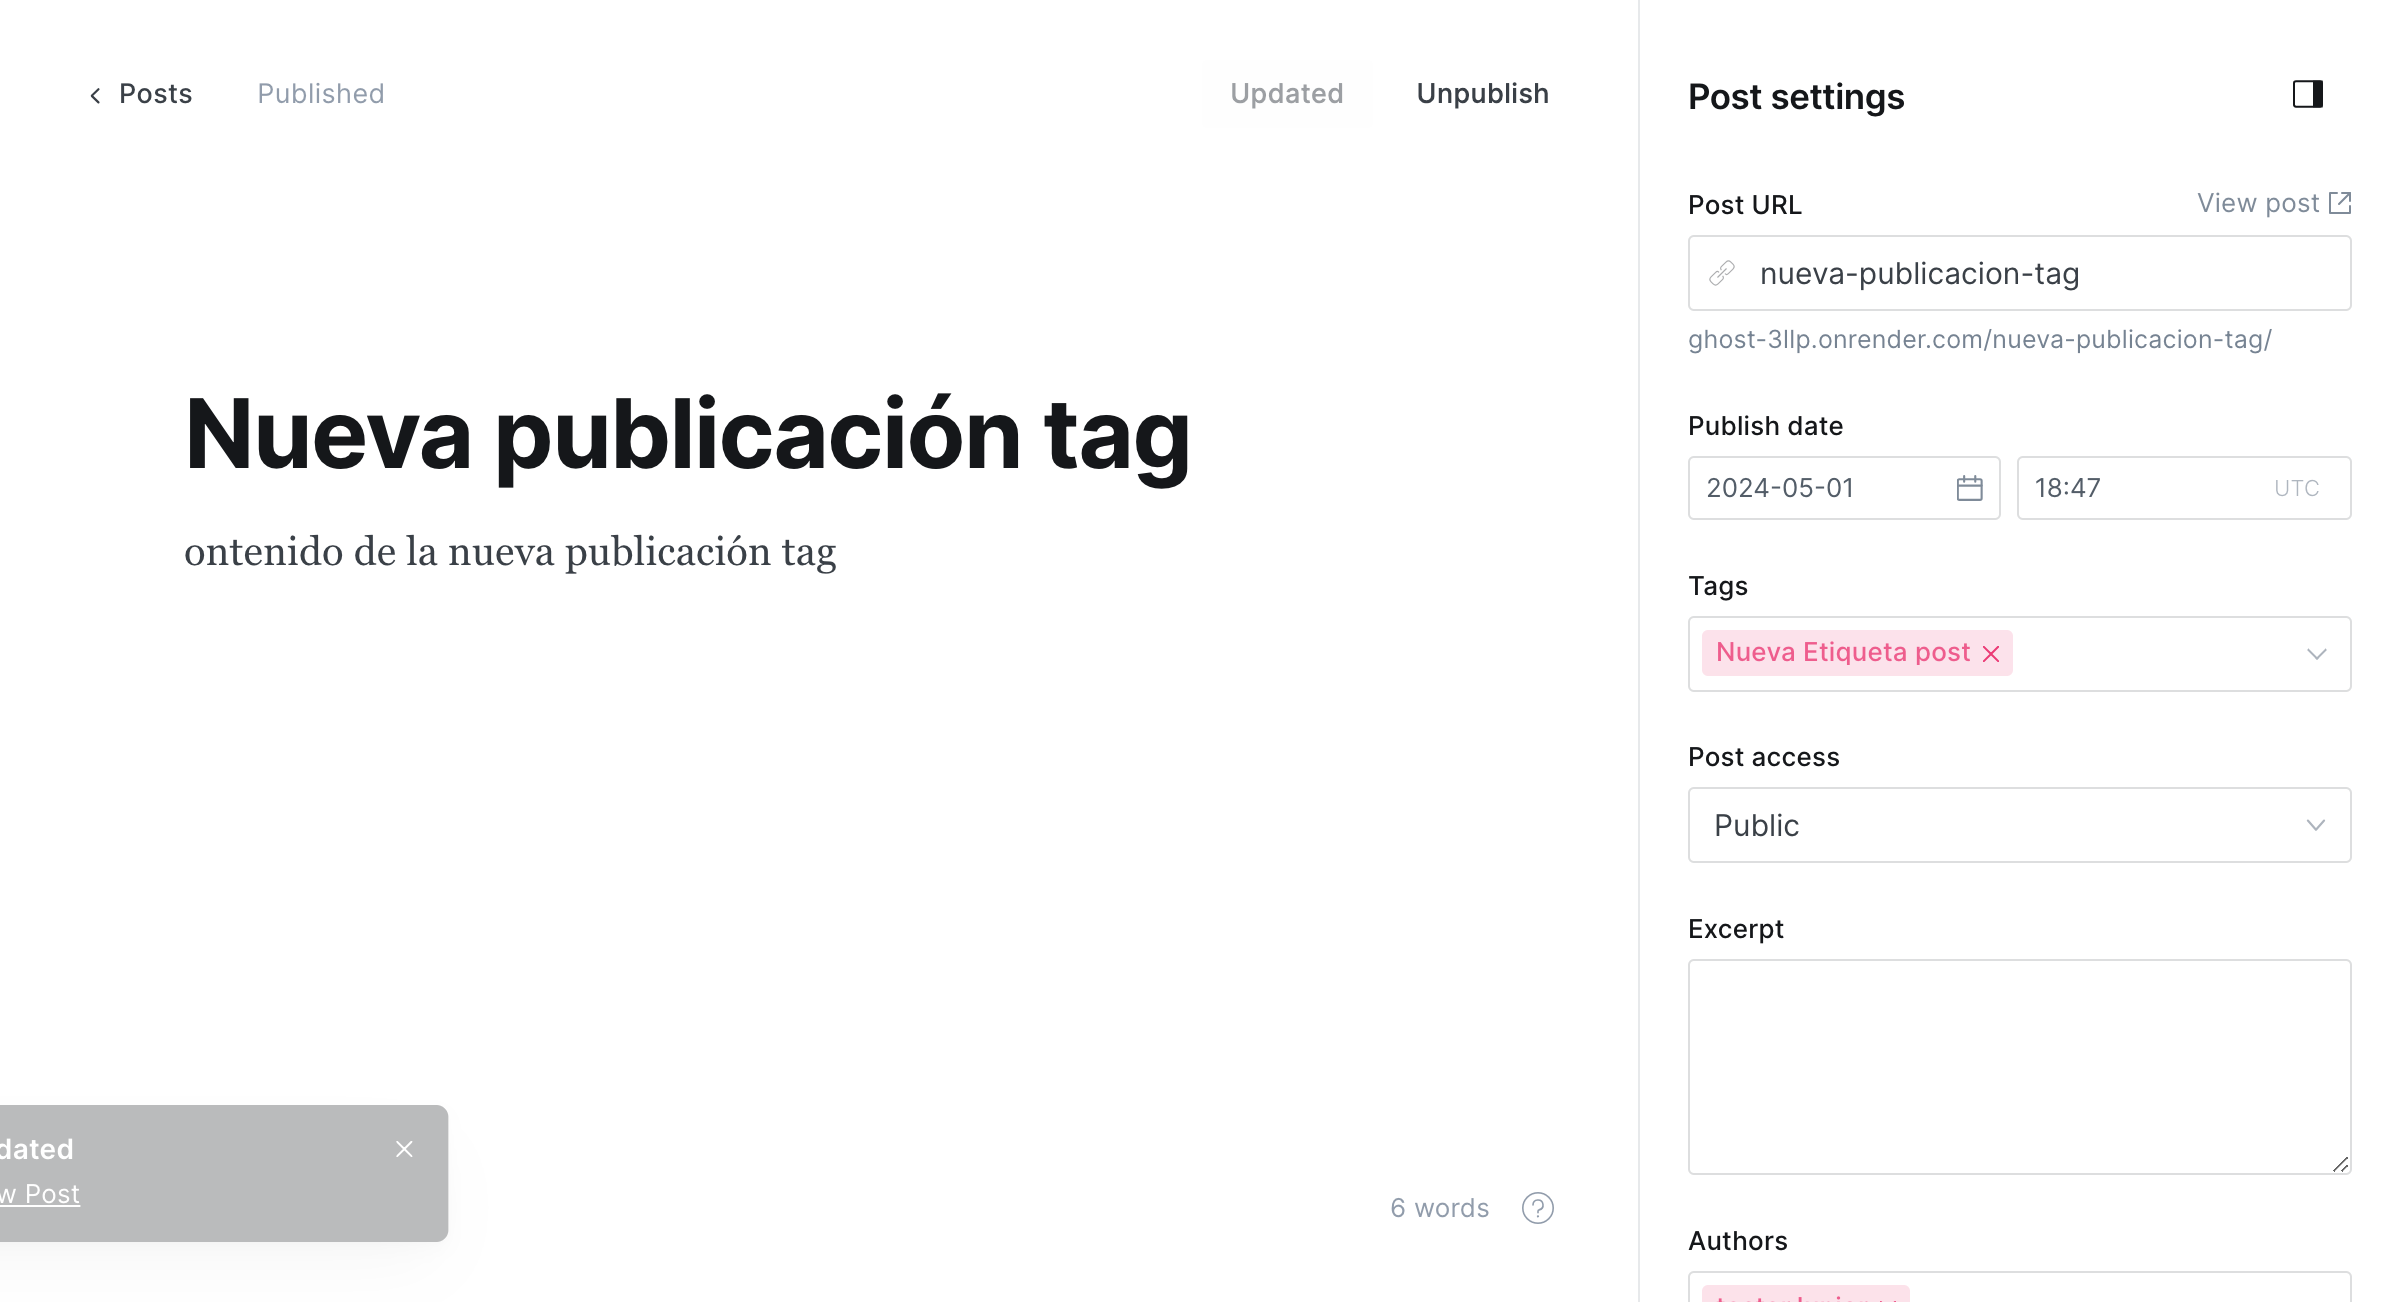 Posts
Published
Updated
Unpublish
Nueva publicación tag
ontenido de la nueva publicación tag
dated
w Post
6 words
?
Post settings
Post URL
View post
nueva-publicacion-tag
ghost-3llp.onrender.com/nueva-publicacion-tag/
Publish date
2024-05-01
18:47 UTC
Tags
Nueva Etiqueta post
Post access
Public
Excerpt
Authors